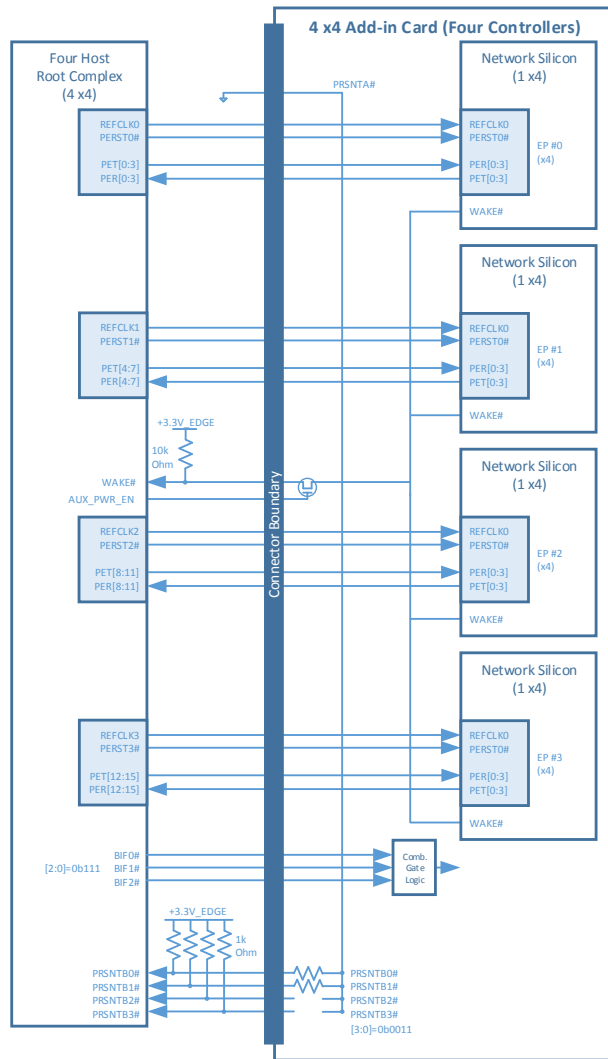 4 x4 Add-in Card (Four Controllers)
Four Host
Root Complex
(4 x4)
PRSNTA#
Network Silicon
(1 x4)
REFCLK0
PERST0#
PET[0:3]
PER[0:3]
REFCLK0
PERST0#
PER[0:3]
PET[0:3]
EP #0
(x4)
WAKE#
Network Silicon
(1 x4)
REFCLK1
PERST1#
PET[4:7]
PER[4:7]
REFCLK0
PERST0#
PER[0:3]
PET[0:3]
EP #1
(x4)
WAKE#
+3.3V_EDGE
10k
Ohm
WAKE#
AUX_PWR_EN
Connector Boundary
Network Silicon
(1 x4)
REFCLK2
PERST2#
PET[8:11]
PER[8:11]
REFCLK0
PERST0#
PER[0:3]
PET[0:3]
EP #2
(x4)
WAKE#
Network Silicon
(1 x4)
REFCLK3
PERST3#
PET[12:15]
PER[12:15]
REFCLK0
PERST0#
PER[0:3]
PET[0:3]
EP #3
(x4)
WAKE#
BIF0#
[2:0]=0b111 BIF1#
BIF2#
Comb.
Gate
Logic
+3.3V_EDGE
1k
Ohm
PRSNTB0#
PRSNTB1#
PRSNTB2#
PRSNTB3#
PRSNTB0#
PRSNTB1#
PRSNTB2#
PRSNTB3#
[3:0]=0b0011